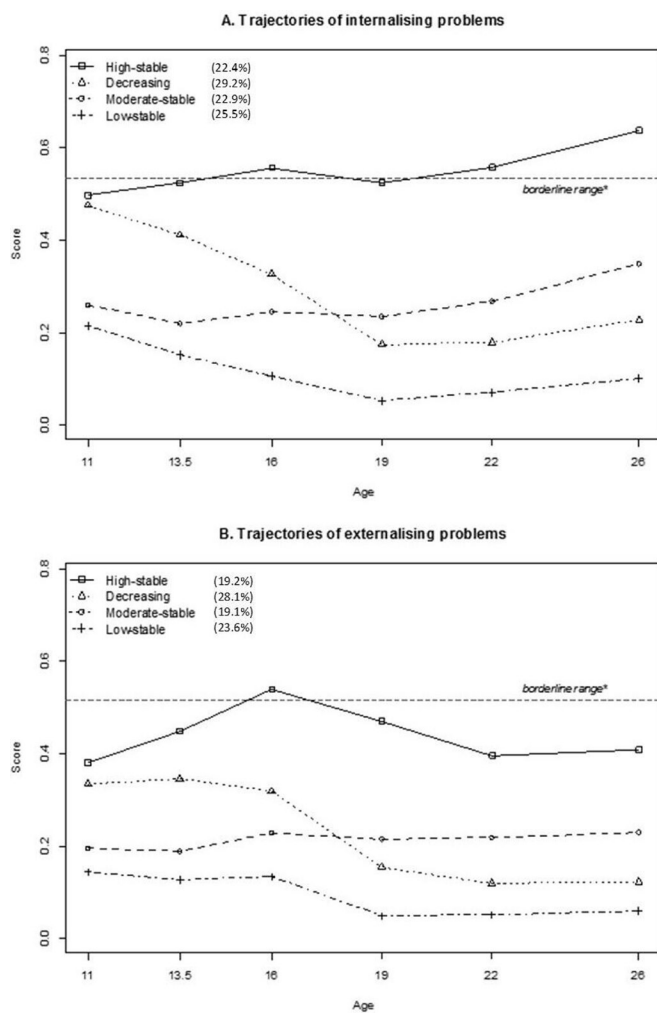 A. Trajectories of internalising problems
0.8
High-stable (22.4%)
Decreasing (29.2%)
Moderate-stable (22.9%)
Low-stable (25.5%)
0.6
borderline range*
0.4
Score
0.2
0.0
11 13.5 16 19 22 26
Age
B. Trajectories of externalising problems
0.8
High-stable (19.2%)
Decreasing (28.1%)
Moderate-stable (19.1%)
Low-stable (23.6%)
0.6
borderline range*
0.4
Score
0.2
0.0
11 13.5 16 19 22 26
Age